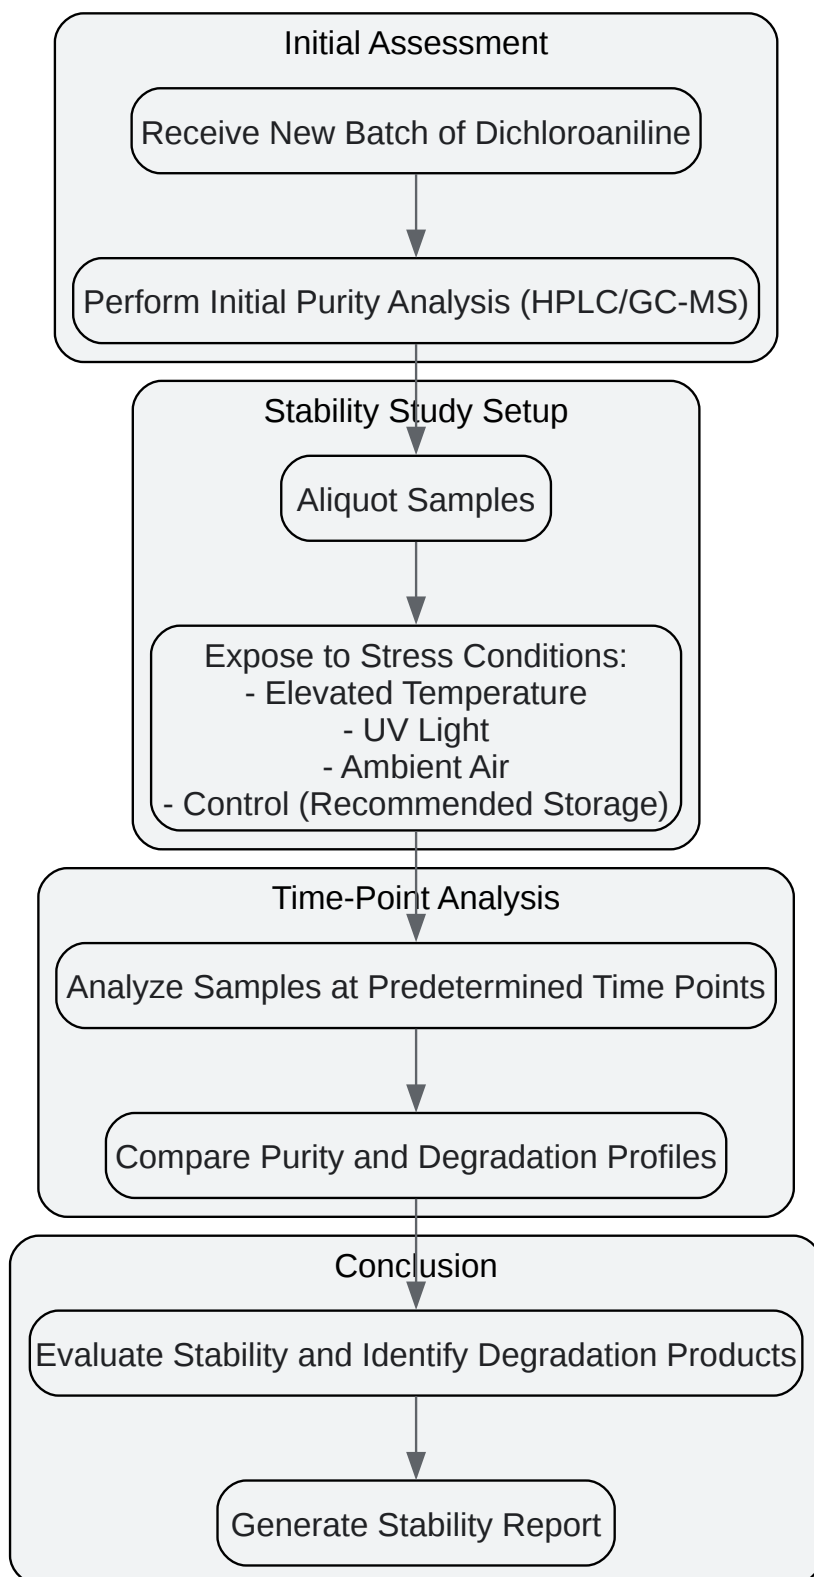 Initial Assessment
Receive New Batch of Dichloroaniline
Perform Initial Purity Analysis (HPLC/GC-MS)
Stability Study Setup
Aliquot Samples
Expose to Stress Conditions:
- Elevated Temperature
- UV Light
- Ambient Air
- Control (Recommended Storage)
Time-Point Analysis
Analyze Samples at Predetermined Time Points
Compare Purity and Degradation Profiles
Conclusion
Evaluate Stability and Identify Degradation Products
Generate Stability Report